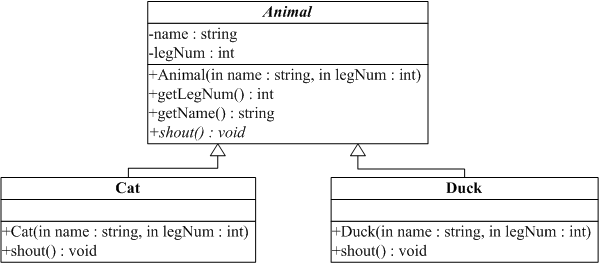 Animal
-name : string
-legNum : int
+Animal(in name : string, in legNum : int)
+getLegNum() : int
+getName() : string
+shout() : void
Cat
+Cat(in name : string, in legNum : int)
+shout() : void
Duck
+Duck(in name : string, in legNum : int)
+shout() : void